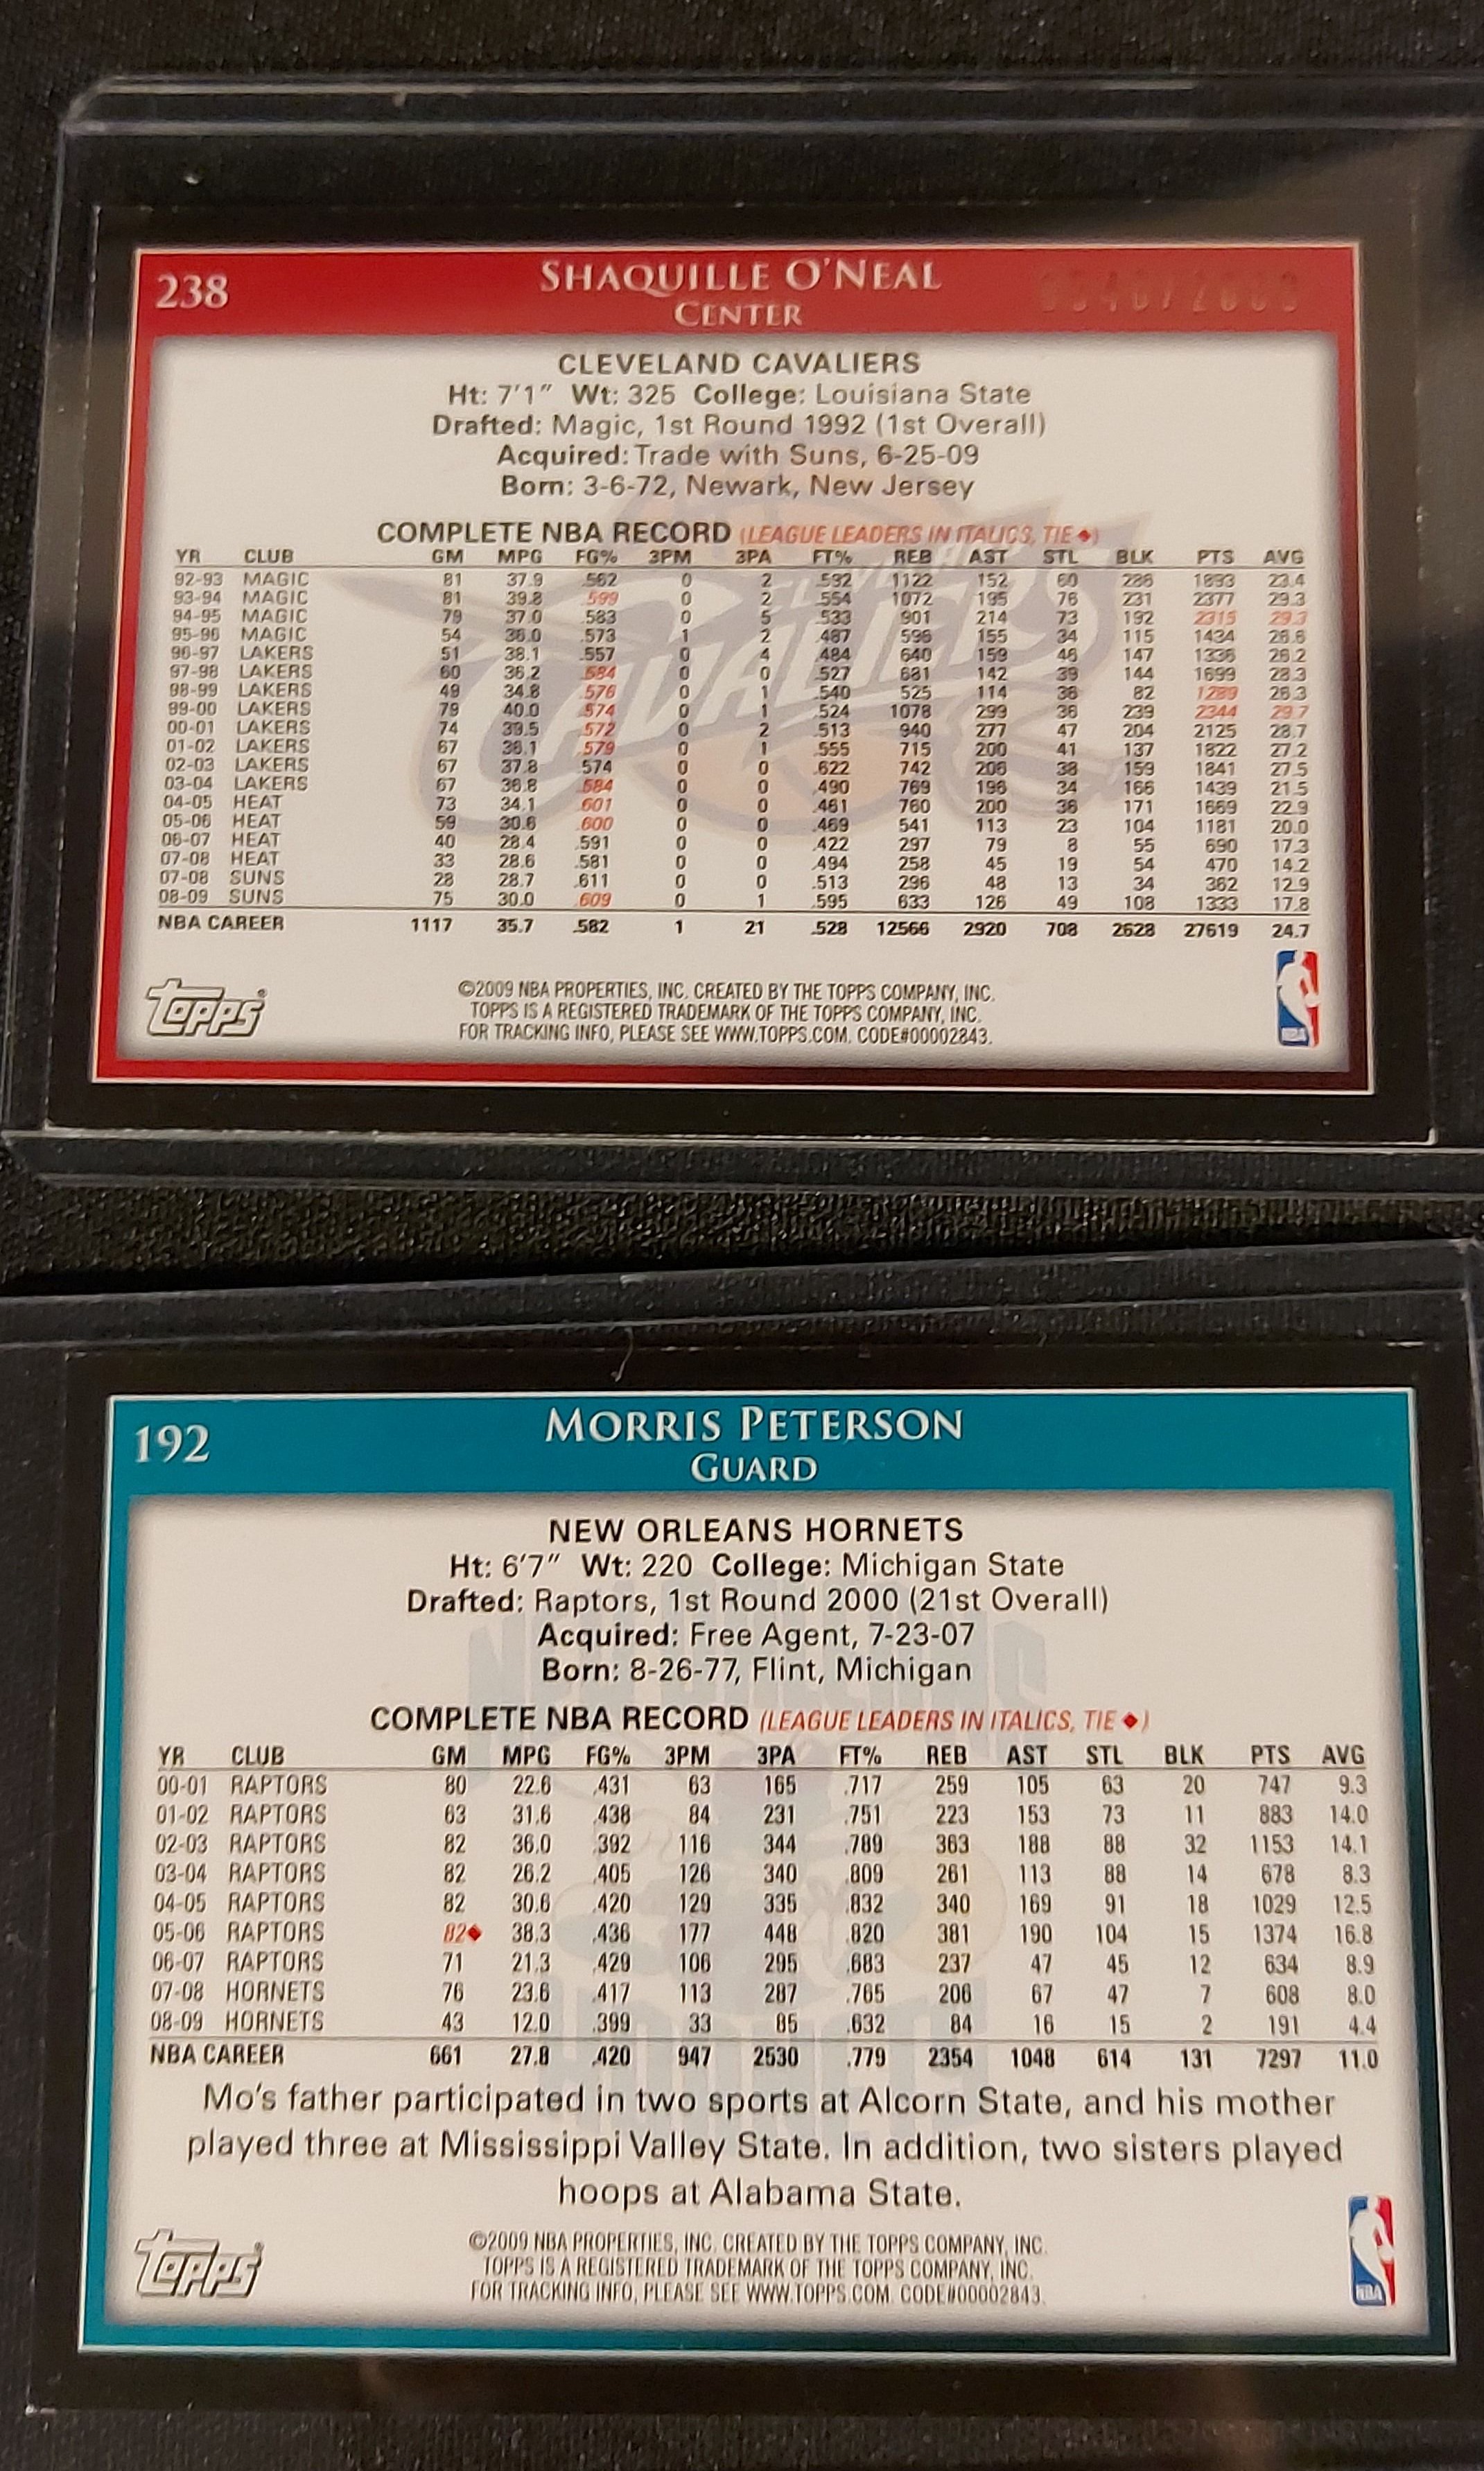 238
SHAQUILLE O'NEAL
CENTER
CLEVELAND CAVALIERS
Ht: 7'1" Wt: 325 College: Louisiana State
Drafted: Magic, 1st Round 1992 (1st Overall)
Acquired: Trade with Suns, 6-25-09
Born: 3-6-72, Newark, New Jersey
COMPLETE NBA RECORD (LEAGUE LEADERS IN ITALICS, TIE ♦)
YR CLUB GM MPG FG% 3PM 3PA FT% REB AST STL BLK PTS AVG
92-93 MAGIC 81 37.9 .562 0 2 .592 1122 152 60 286 1893 23.4
93-94 MAGIC 81 39.8 .599 0 2 .554 1072 195 76 231 2377 29.3
94-95 MAGIC 79 37.0 .583 0 5 .533 901 214 73 192 2315 29.3
95-96 MAGIC 54 36.0 .573 1 2 .487 596 155 34 115 1434 26.6
96-97 LAKERS 51 38.1 .557 0 4 .484 640 159 46 147 1336 26.2
97-98 LAKERS 60 36.2 .584 0 0 .527 681 142 39 144 1699 28.3
98-99 LAKERS 49 34.8 .576 0 1 .540 525 114 36 82 1289 26.3
99-00 LAKERS 79 40.0 .574 0 1 .524 1078 299 36 239 2344 29.7
00-01 LAKERS 74 39.5 .572 0 2 .513 940 277 47 204 2125 28.7
01-02 LAKERS 67 36.1 .579 0 1 .555 715 200 41 137 1822 27.2
02-03 LAKERS 67 37.8 .574 0 0 .622 742 206 38 159 1841 27.5
03-04 LAKERS 67 36.8 .584 0 0 .490 769 196 34 166 1439 21.5
04-05 HEAT 73 34.1 .601 0 0 .461 760 200 36 171 1669 22.9
05-06 HEAT 59 30.6 .600 0 0 .469 541 113 23 104 1181 20.0
06-07 HEAT 40 28.4 .591 0 0 .422 297 79 8 55 690 17.3
07-08 HEAT 33 28.6 .581 0 0 .494 258 45 19 54 470 14.2
07-08 SUNS 28 28.7 .611 0 0 .513 296 48 13 34 362 12.9
08-09 SUNS 75 30.0 .609 0 1 .595 633 126 49 108 1333 17.8
NBA CAREER 1117 35.7 .582 1 21 .528 12566 2920 708 2628 27619 24.7
Topps®
©2009 NBA PROPERTIES, INC. CREATED BY THE TOPPS COMPANY, INC.
TOPPS IS A REGISTERED TRADEMARK OF THE TOPPS COMPANY, INC.
FOR TRACKING INFO, PLEASE SEE WWW.TOPPS.COM. CODE#00002843.
NBA
192
MORRIS PETERSON
GUARD
NEW ORLEANS HORNETS
Ht: 6'7" Wt: 220 College: Michigan State
Drafted: Raptors, 1st Round 2000 (21st Overall)
Acquired: Free Agent, 7-23-07
Born: 8-26-77, Flint, Michigan
COMPLETE NBA RECORD (LEAGUE LEADERS IN ITALICS, TIE ♦)
YR CLUB GM MPG FG% 3PM 3PA FT% REB AST STL BLK PTS AVG
00-01 RAPTORS 80 22.6 .431 63 165 .717 259 105 63 20 747 9.3
01-02 RAPTORS 63 31.6 .438 84 231 .751 223 153 73 11 883 14.0
02-03 RAPTORS 82 36.0 .392 116 344 .789 363 188 88 32 1153 14.1
03-04 RAPTORS 82 26.2 .405 126 340 .809 261 113 88 14 678 8.3
04-05 RAPTORS 82 30.6 .420 129 335 .832 340 169 91 18 1029 12.5
05-06 RAPTORS 82♦ 38.3 .436 177 448 .820 381 190 104 15 1374 16.8
06-07 RAPTORS 71 21.3 .429 106 295 .683 237 47 45 12 634 8.9
07-08 HORNETS 76 23.6 .417 113 287 .765 206 67 47 7 608 8.0
08-09 HORNETS 43 12.0 .399 33 85 .632 84 16 15 2 191 4.4
NBA CAREER 661 27.8 .420 947 2530 .779 2354 1048 614 131 7297 11.0
Mo's father participated in two sports at Alcorn State, and his mother
played three at Mississippi Valley State. In addition, two sisters played
hoops at Alabama State.
Topps®
©2009 NBA PROPERTIES, INC. CREATED BY THE TOPPS COMPANY, INC.
TOPPS IS A REGISTERED TRADEMARK OF THE TOPPS COMPANY, INC.
FOR TRACKING INFO, PLEASE SEE WWW.TOPPS.COM. CODE#00002843.
NBA